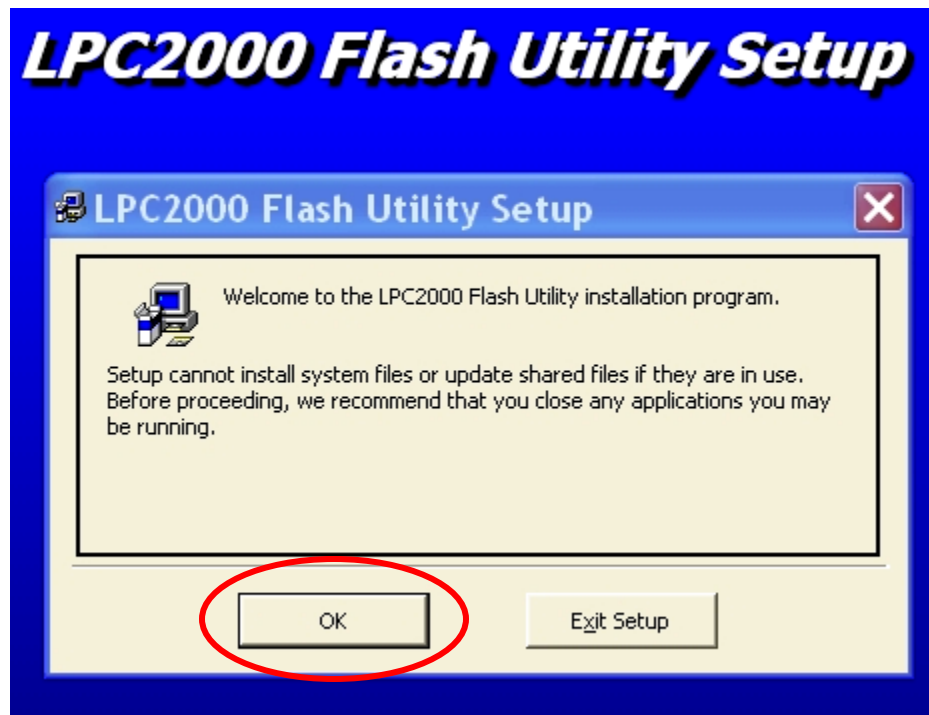 LPC2000 Flash Utility Setup
LPC2000 Flash Utility Setup
Welcome to the LPC2000 Flash Utility installation program.
Setup cannot install system files or update shared files if they are in use.
Before proceeding, we recommend that you close any applications you may
be running.
OK
Exit Setup